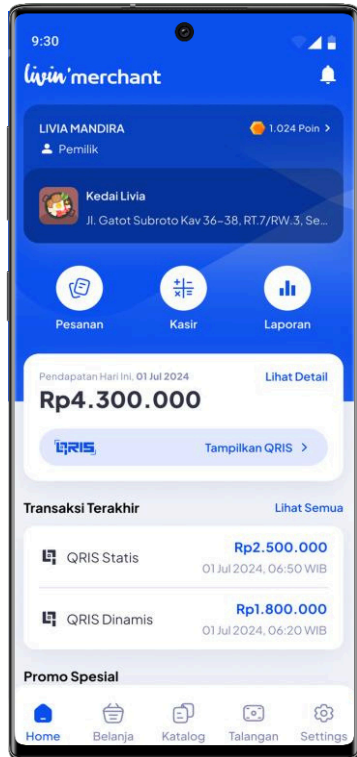 9:30
livin'merchant
LIVIA MANDIRA
1.024 Poin >
Pemilik
Kedai Livia
Jl. Gatot Subroto Kav 36-38, RT.7/RW.3, Se...
Pesanan Kasir Laporan
Pendapatan Hari Ini, 01 Jul 2024 Lihat Detail
Rp4.300.000
QRIS Tampilkan QRIS >
Transaksi Terakhir Lihat Semua
Rp2.500.000
QRIS Statis
01 Jul 2024, 06:50 WIB
Rp1.800.000
QRIS Dinamis
01 Jul 2024, 06:20 WIB
Promo Spesial
Home Belanja Katalog Talangan Settings